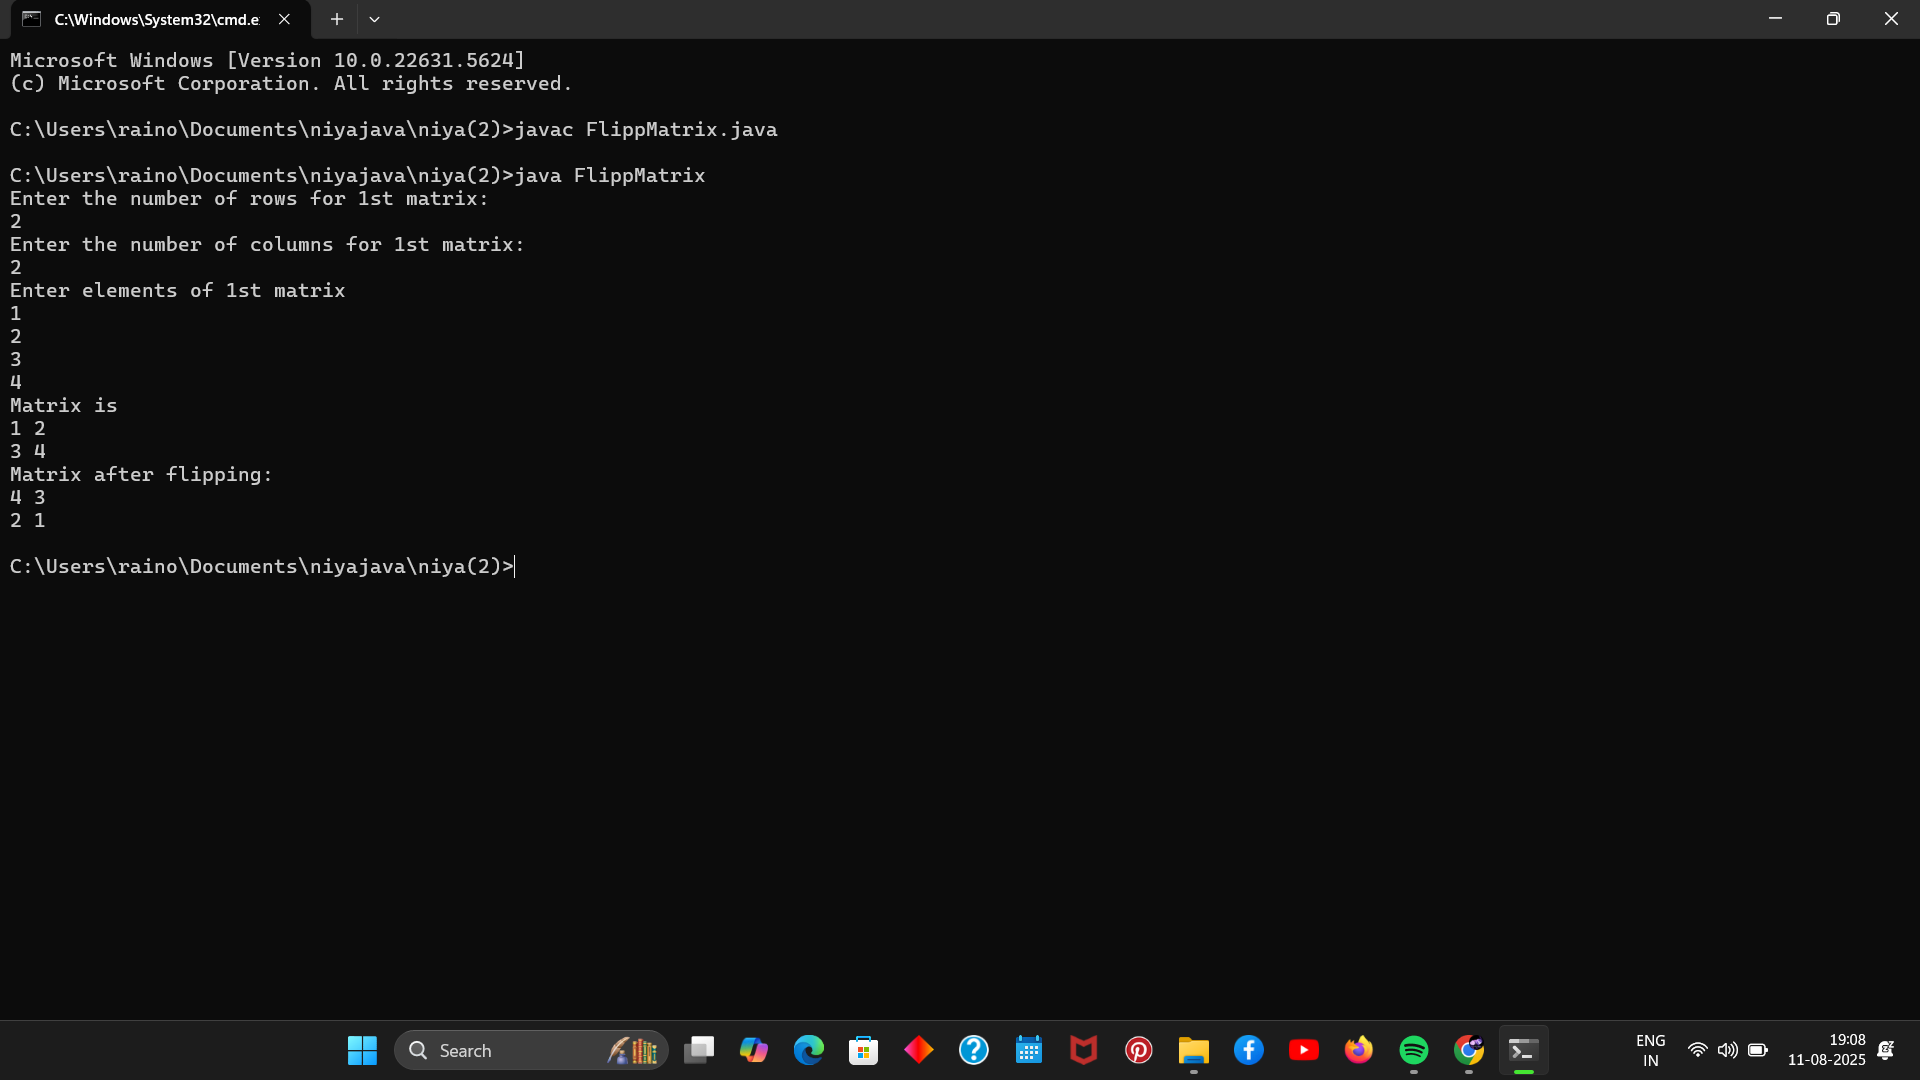 C:\Windows\System32\cmd.e
Microsoft Windows [Version 10.0.22631.5624]
(c) Microsoft Corporation. All rights reserved.
C:\Users\raino\Documents\niyajava\niya(2)>javac FlippMatrix.java
C:\Users\raino\Documents\niyajava\niya(2)>java FlippMatrix
Enter the number of rows for 1st matrix:
2
Enter the number of columns for 1st matrix:
2
Enter elements of 1st matrix
1
2
3
4
Matrix is
1 2
3 4
Matrix after flipping:
4 3
2 1
C:\Users\raino\Documents\niyajava\niya(2)>
Search
ENG
IN
19:08
11-08-2025